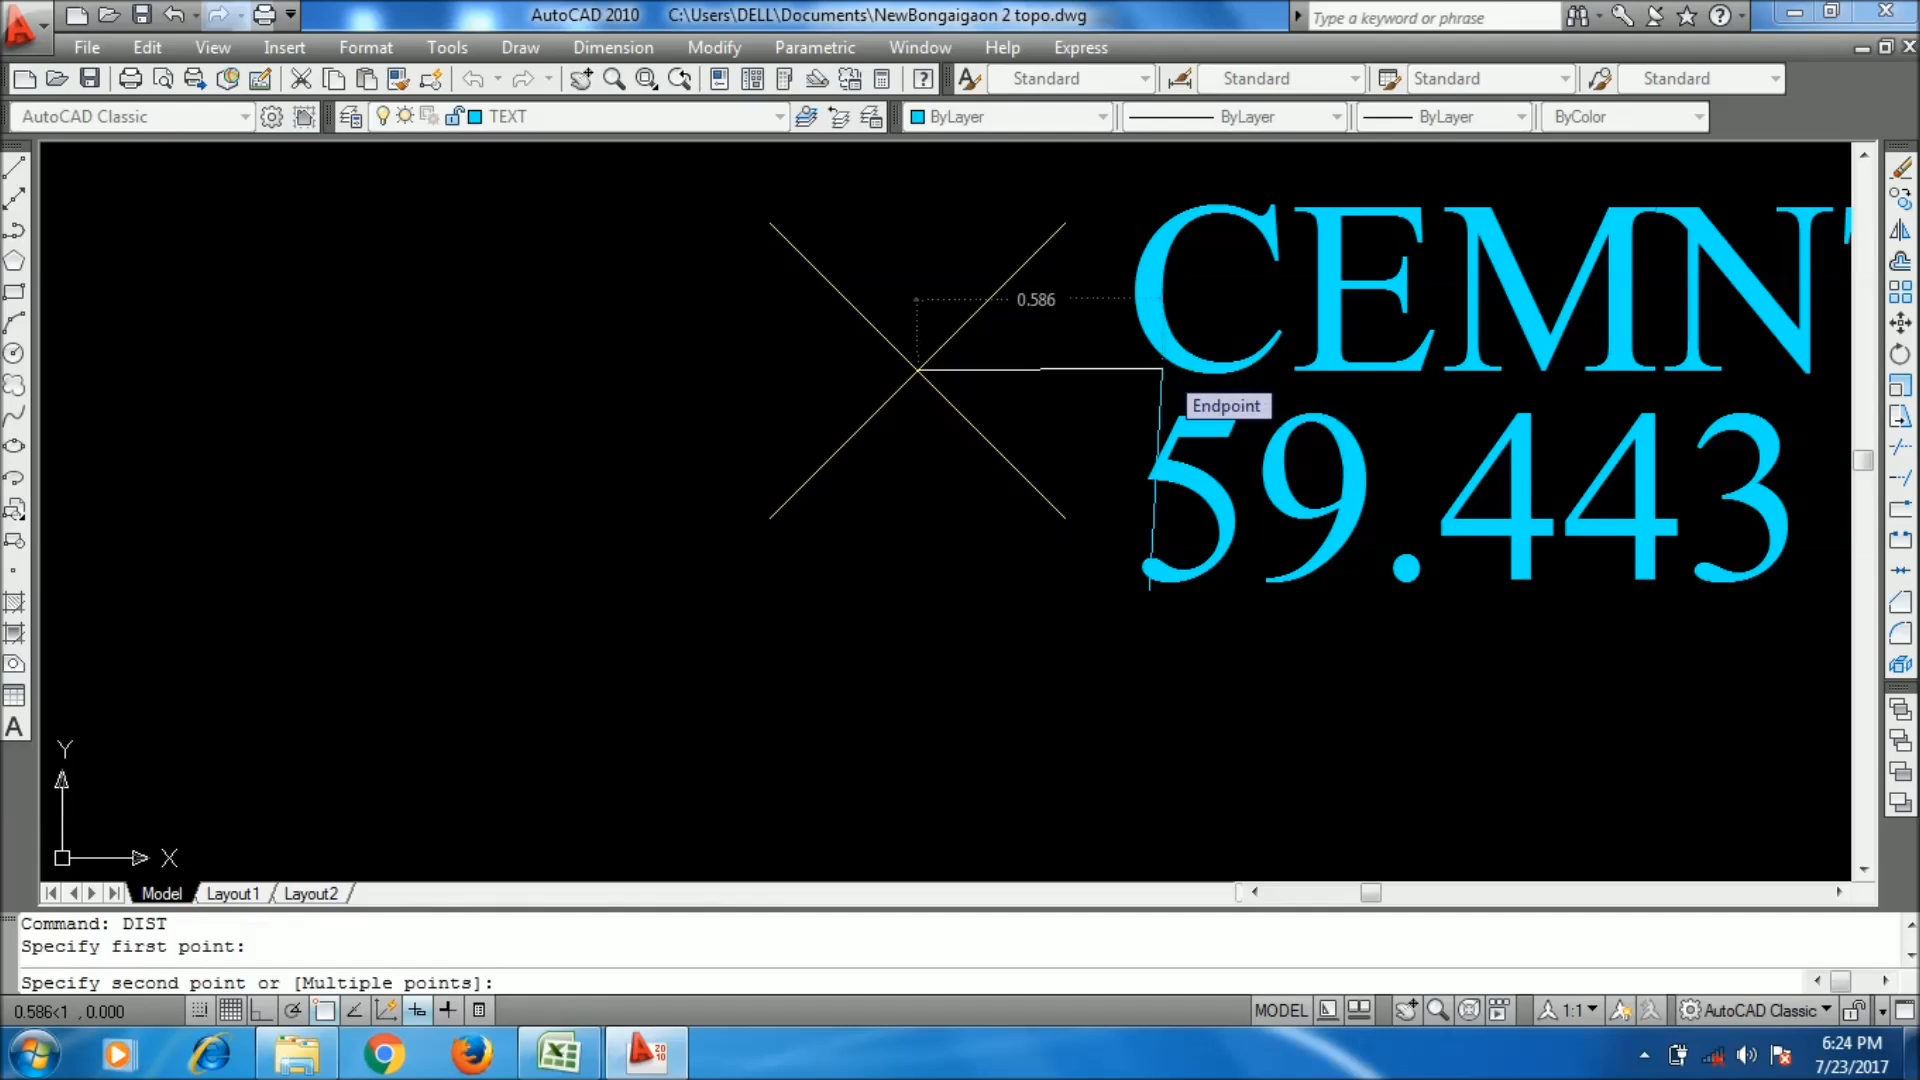 AutoCAD 2010 C:\Users\DELL\Documents\NewBongaigaon 2 topo.dwg
Type a keyword or phrase
File Edit View Insert Format Tools Draw Dimension Modify Parametric Window Help Express
Standard Standard Standard Standard
AutoCAD Classic TEXT ByLayer ByLayer ByLayer ByColor
CEMN
0.586
Endpoint
59.443
Y
X
Model Layout1 Layout2
Command: DIST
Specify first point:
Specify second point or [Multiple points]:
0.586<1 , 0.000 MODEL 1:1 AutoCAD Classic
A
20
10
6:24 PM
7/23/2017